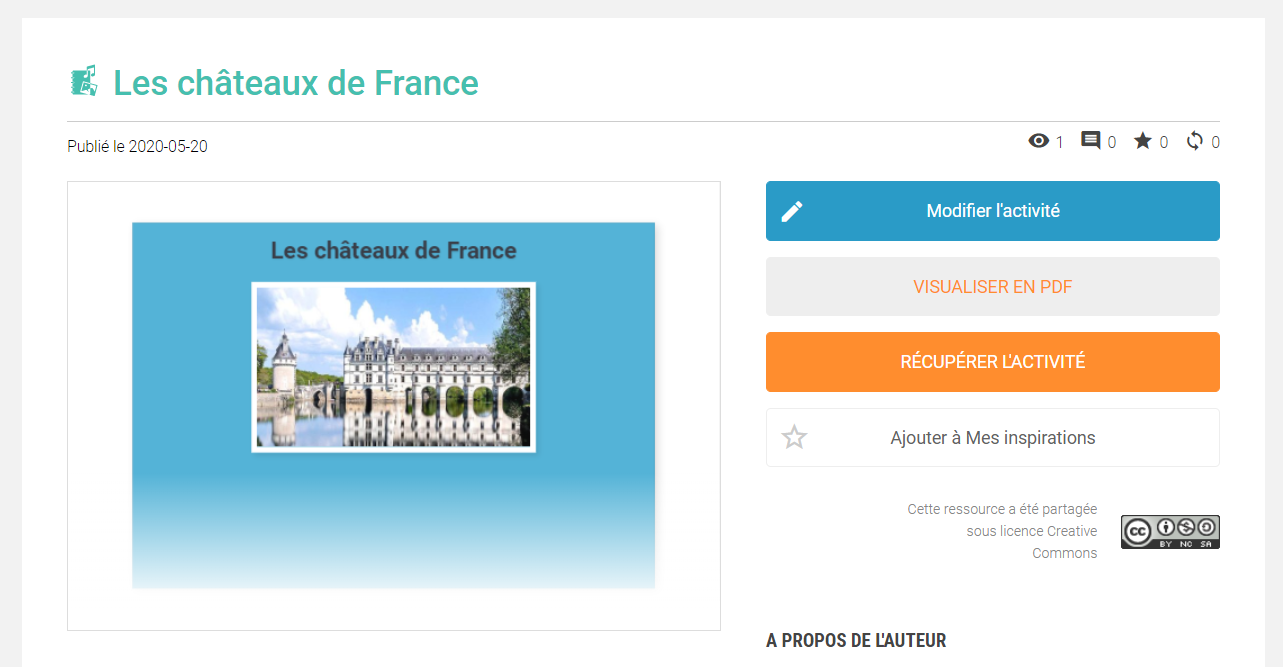 Les châteaux de France
Publié le 2020-05-20
1 0 0 0
Les châteaux de France
Modifier l'activité
VISUALISER EN PDF
RÉCUPÉRER L'ACTIVITÉ
Ajouter à Mes inspirations
Cette ressource a été partagée
sous licence Creative
Commons
cc
BY NC SA
A PROPOS DE L'AUTEUR